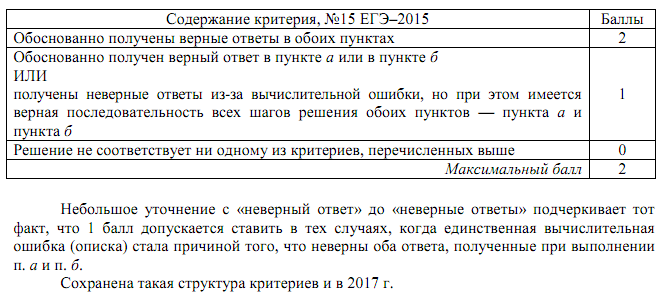 Содержание критерия, №15 ЕГЭ–2015 Баллы
Обоснованно получены верные ответы в обоих пунктах 2
Обоснованно получен верный ответ в пункте а или в пункте б
ИЛИ
получены неверные ответы из-за вычислительной ошибки, но при этом имеется 1
верная последовательность всех шагов решения обоих пунктов — пункта а и
пункта б
Решение не соответствует ни одному из критериев, перечисленных выше 0
Максимальный балл 2
Небольшое уточнение с «неверный ответ» до «неверные ответы» подчеркивает тот
факт, что 1 балл допускается ставить в тех случаях, когда единственная вычислительная
ошибка (описка) стала причиной того, что неверны оба ответа, полученные при выполнении
п. а и п. б.
Сохранена такая структура критериев и в 2017 г.